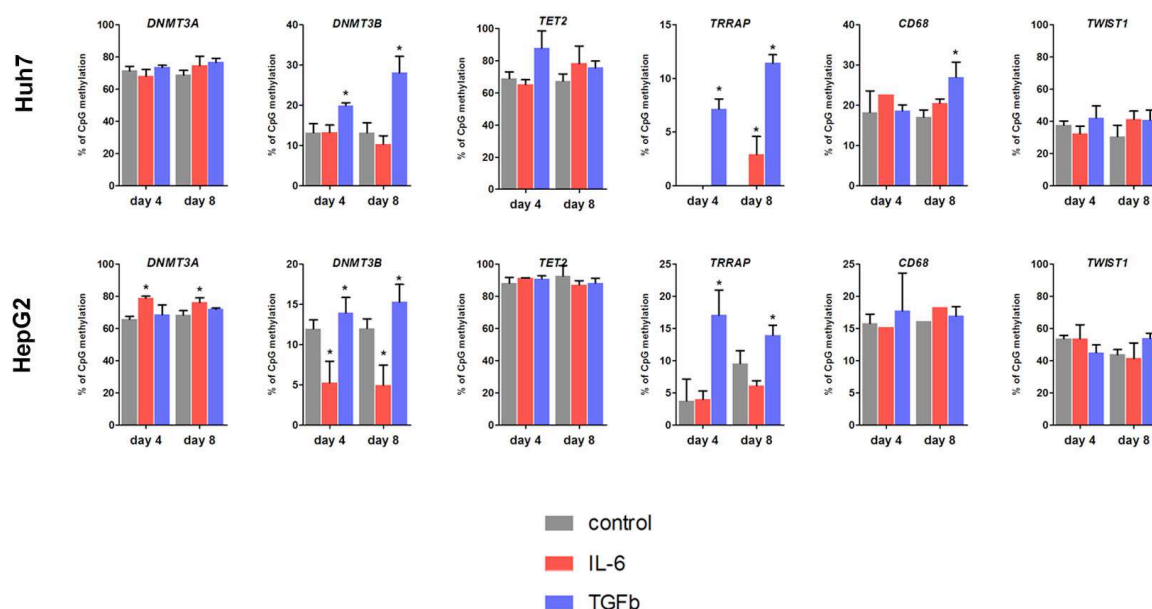 Huh7
DNMT3A
% of CpG methylation
100
80
60
40
20
0
day 4 day 8
DNMT3B
% of CpG methylation
40
30
20
10
0
* *
day 4 day 8
TET2
% of CpG methylation
100
80
60
40
20
0
day 4 day 8
TRRAP
% of CpG methylation
15
10
5
0
* * *
day 4 day 8
CD68
% of CpG methylation
40
30
20
10
0
*
day 4 day 8
TWIST1
% of CpG methylation
100
80
60
40
20
0
day 4 day 8
HepG2
DNMT3A
% of CpG methylation
100
80
60
40
20
0
* *
day 4 day 8
DNMT3B
% of CpG methylation
20
15
10
5
0
* * * *
day 4 day 8
TET2
% of CpG methylation
100
80
60
40
20
0
day 4 day 8
TRRAP
% of CpG methylation
25
20
15
10
5
0
* *
day 4 day 8
CD68
% of CpG methylation
25
20
15
10
5
0
day 4 day 8
TWIST1
% of CpG methylation
100
80
60
40
20
0
day 4 day 8
control
IL-6
TGFb